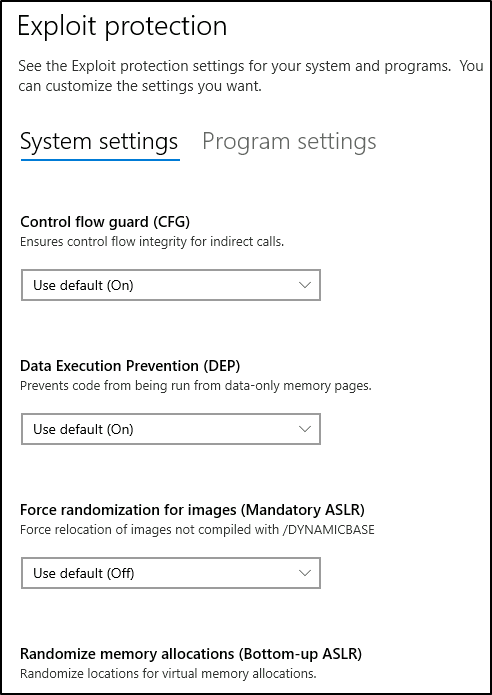 Exploit protection
See the Exploit protection settings for your system and programs.  You
can customize the settings you want.
System settings Program settings
Control flow guard (CFG)
Ensures control flow integrity for indirect calls.
Use default (On)
Data Execution Prevention (DEP)
Prevents code from being run from data-only memory pages.
Use default (On)
Force randomization for images (Mandatory ASLR)
Force relocation of images not compiled with /DYNAMICBASE
Use default (Off)
Randomize memory allocations (Bottom-up ASLR)
Randomize locations for virtual memory allocations.